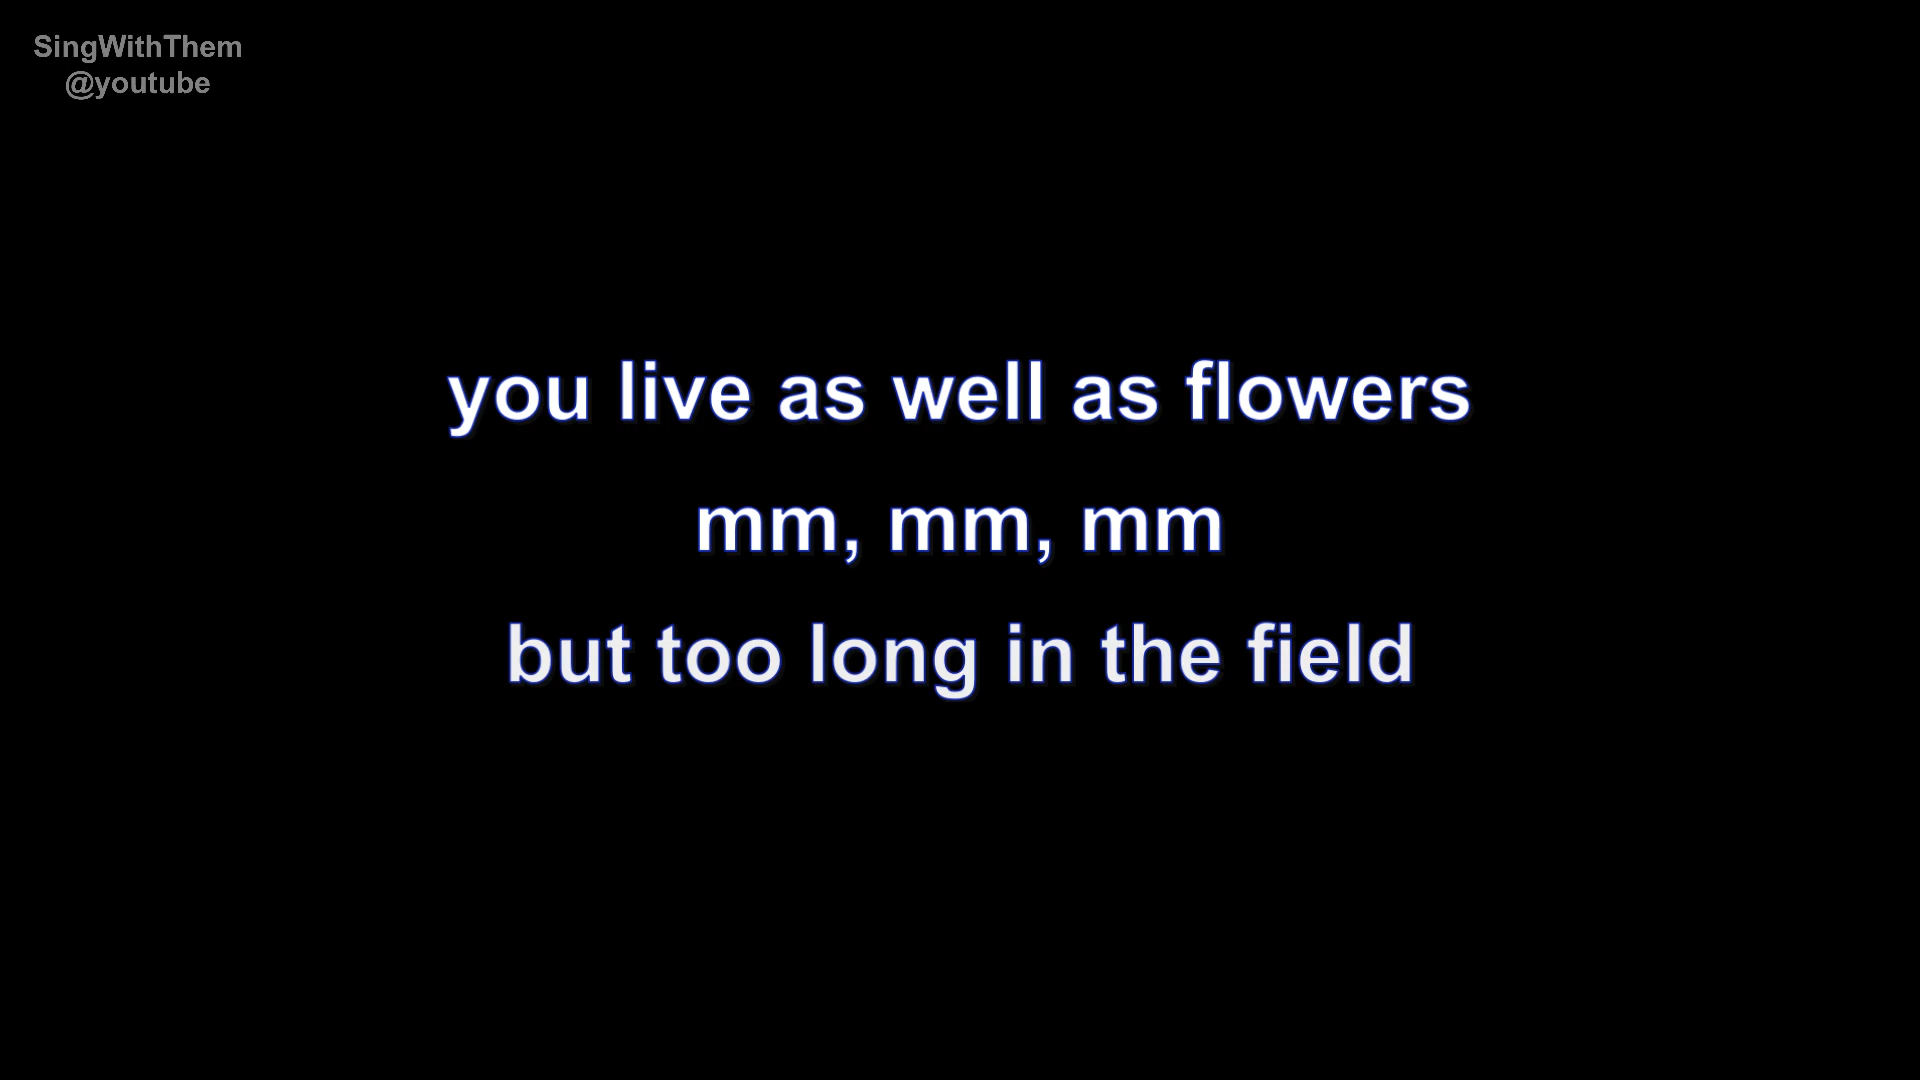 SingWithThem
@youtube
you live as well as flowers
mm, mm, mm
but too long in the field